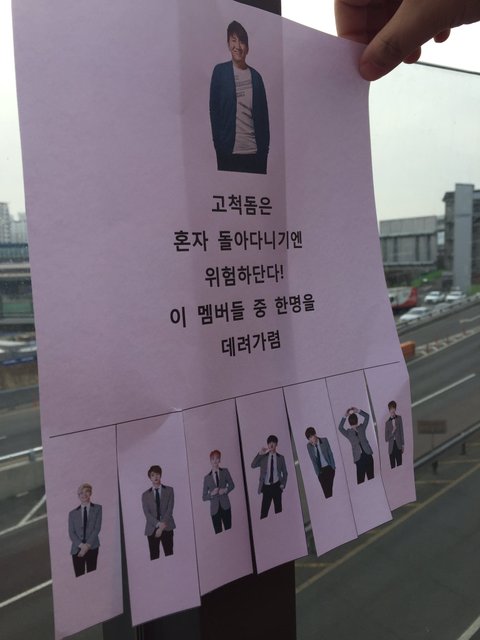 고척돔은
혼자 돌아다니기엔
위험하단다!
이 멤버들 중 한명을
데려가렴